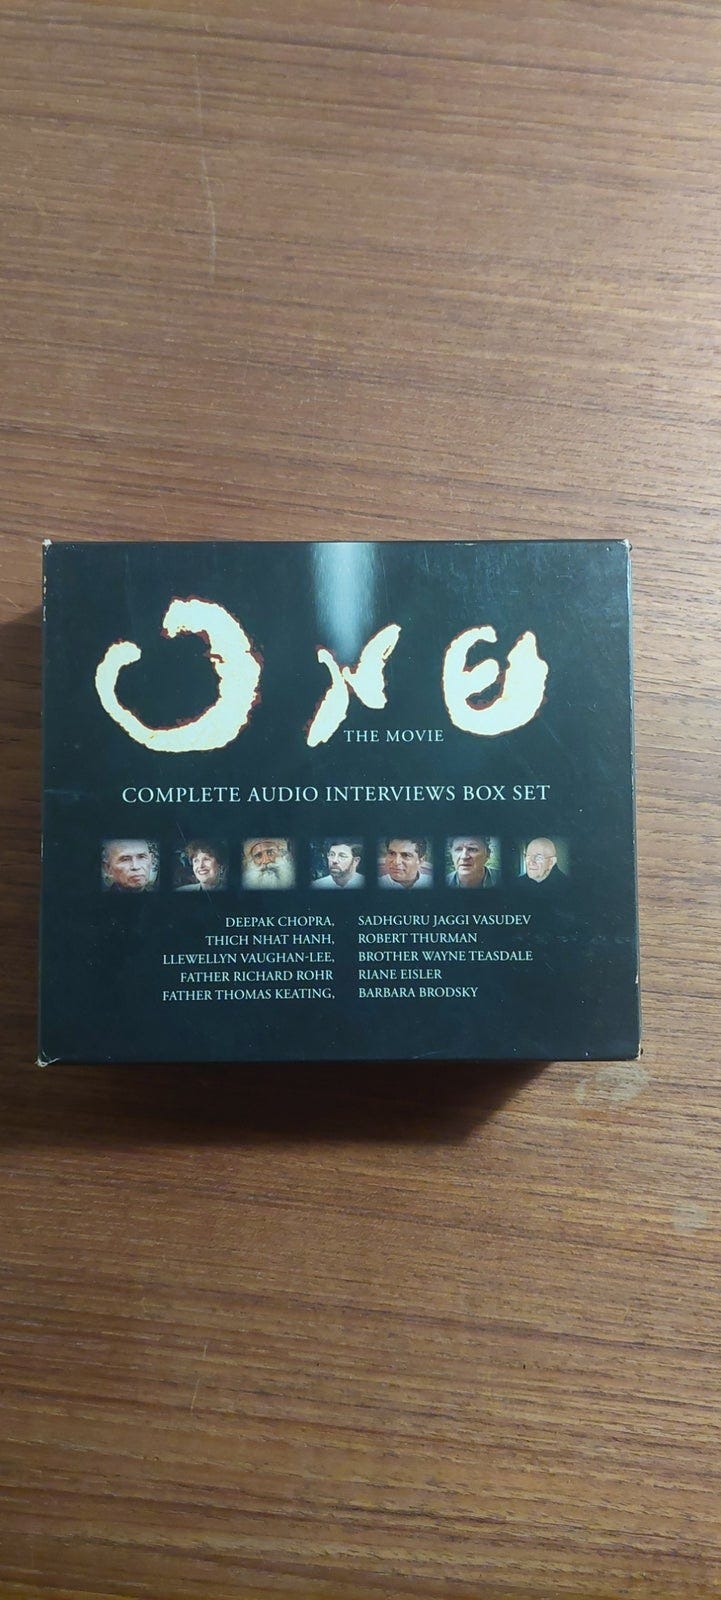 ONE
THE MOVIE
COMPLETE AUDIO INTERVIEWS BOX SET
DEEPAK CHOPRA,
THICH NHAT HANH,
LLEWELLYN VAUGHAN-LEE,
FATHER RICHARD ROHR
FATHER THOMAS KEATING,
SADHGURU JAGGI VASUDEV
ROBERT THURMAN
BROTHER WAYNE TEASDALE
RIANE EISLER
BARBARA BRODSKY